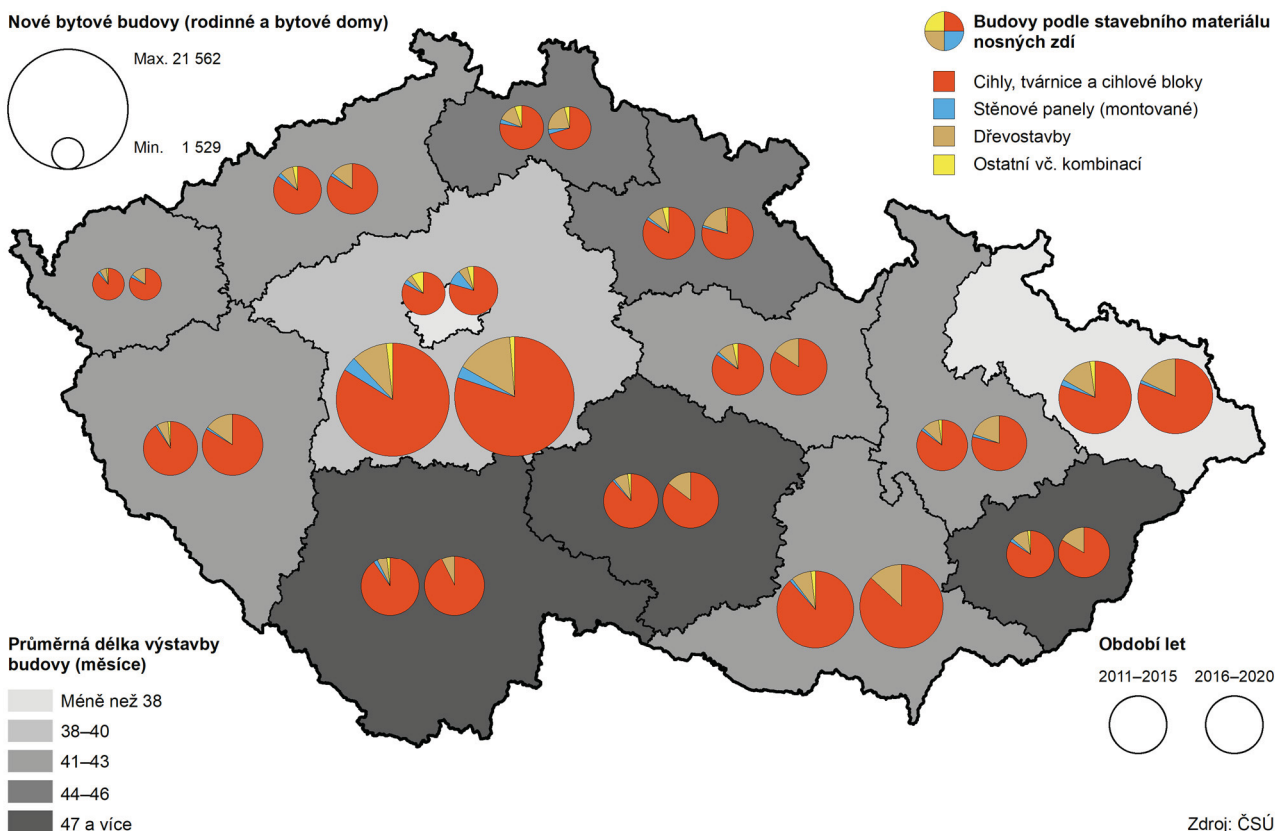 Nové bytové budovy (rodinné a bytové domy)
Max. 21 562
Min. 1 529
Budovy podle stavebního materiálu
nosných zdí
Cihly, tvárnice a cihlové bloky
Stěnové panely (montované)
Dřevostavby
Ostatní vč. kombinací
Průměrná délka výstavby
budovy (měsíce)
Méně než 38
38–40
41–43
44–46
47 a více
Období let
2011–2015 2016–2020
Zdroj: ČSÚ